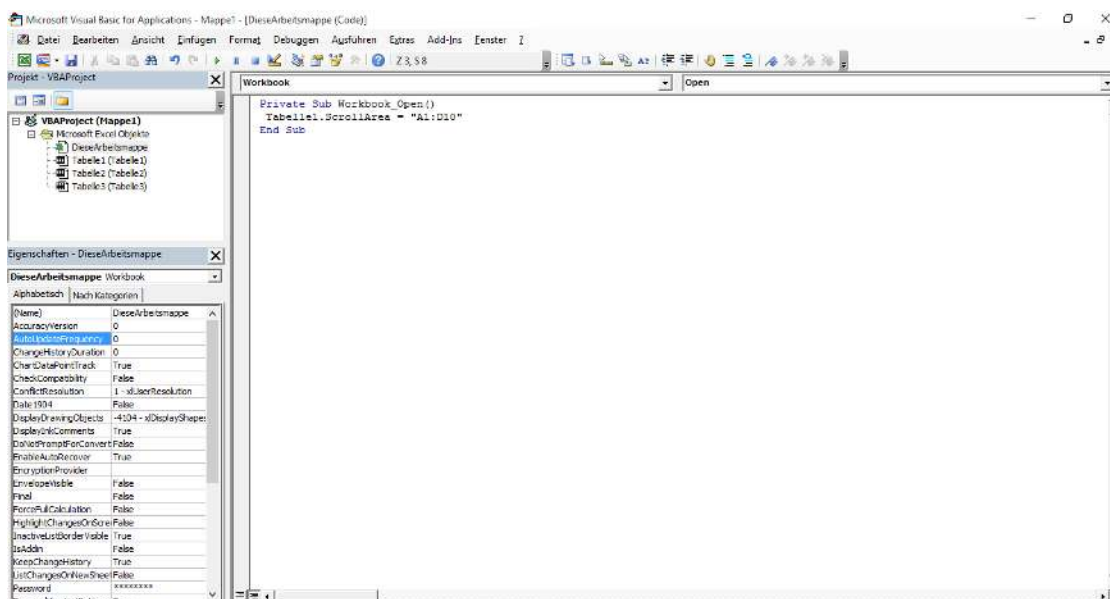 Microsoft Visual Basic for Applications - Mappe1 - [DieseArbeitsmappe (Code)]
Datei Bearbeiten Ansicht Einfügen Format Debuggen Ausführen Extras Add-Ins Fenster ?
Z 3, S 8
Projekt - VBAProject
Workbook
Open
Private Sub Workbook_Open()
Tabelle1.ScrollArea = "A1:D10"
End Sub
VBAProject (Mappe1)
Microsoft Excel Objekte
DieseArbeitsmappe
Tabelle1 (Tabelle1)
Tabelle2 (Tabelle2)
Tabelle3 (Tabelle3)
Eigenschaften - DieseArbeitsmappe
DieseArbeitsmappe Workbook
Alphabetisch Nach Kategorien
(Name) DieseArbeitsmappe
AccuracyVersion 0
AutoUpdateFrequency 0
ChangeHistoryDuration 0
ChartDataPointTrack True
CheckCompatibility False
ConflictResolution 1 - xlUserResolution
Date1904 False
DisplayDrawingObjects -4104 - xlDisplayShapes
DisplayInkComments True
DoNotPromptForConvert False
EnableAutoRecover True
EncryptionProvider
EnvelopeVisible False
Final False
ForceFullCalculation False
HighlightChangesOnScre False
InactiveListBorderVisible True
IsAddin False
KeepChangeHistory True
ListChangesOnNewSheet False
Password ********